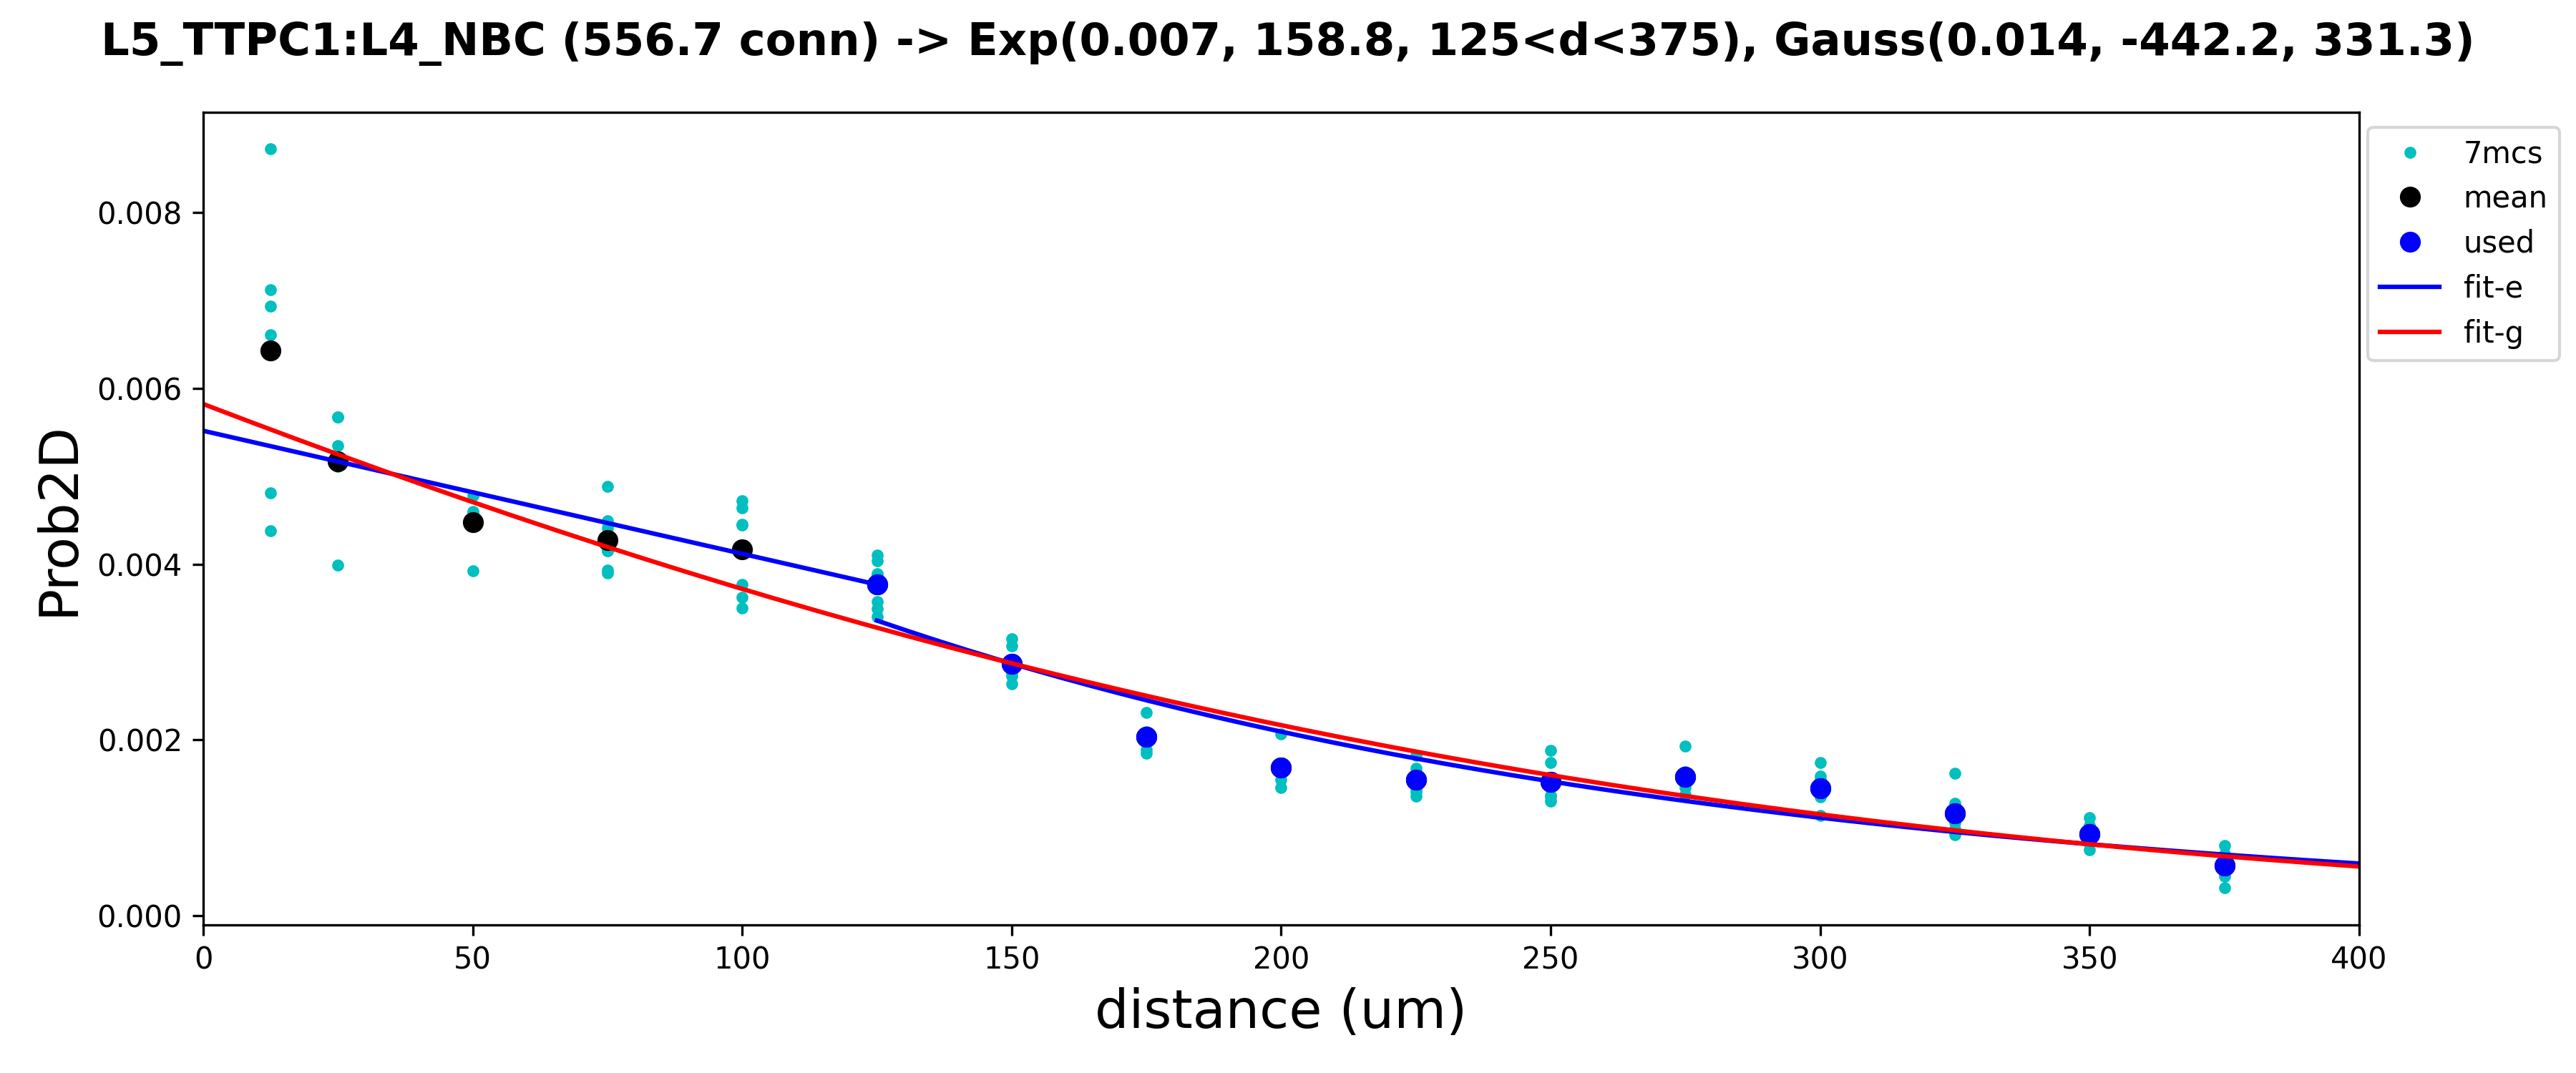 L5_TTPC1:L4_NBC (556.7 conn) -> Exp(0.007, 158.8, 125<d<375), Gauss(0.014, -442.2, 331.3)
7mcs
mean
used
fit-e
fit-g
Prob2D
0.008
0.006
0.004
0.002
0.000
0 50 100 150 200 250 300 350 400
distance (um)